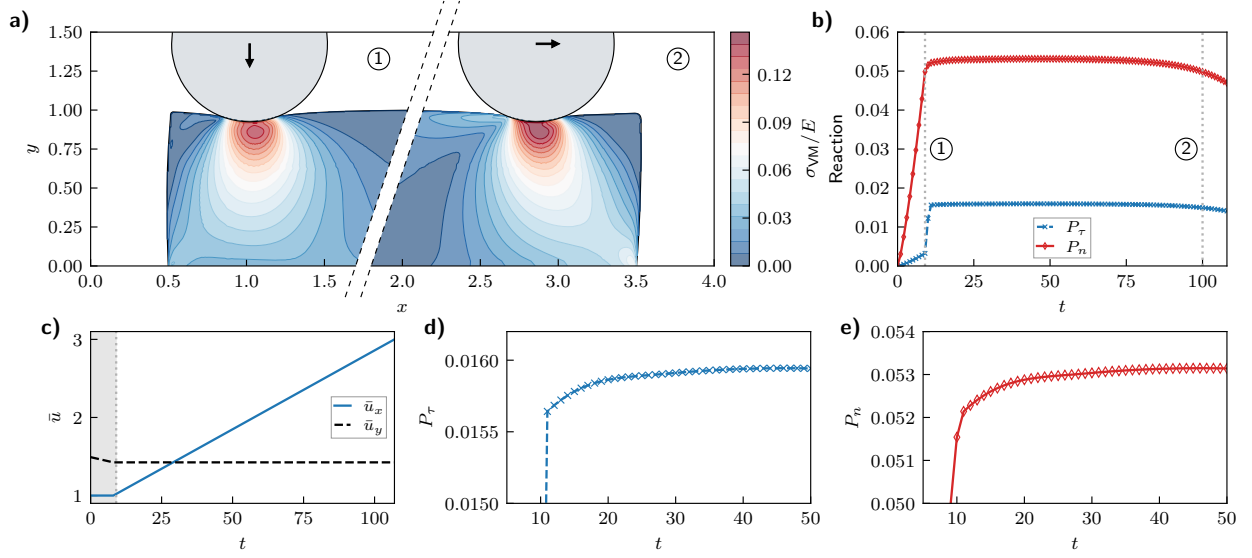 a)
1.50
1.25
1.00
0.75
0.50
0.25
0.00
y
0.0 0.5 1.0 1.5 2.0 2.5 3.0 3.5 4.0
x
1
2
0.12
0.09
0.06
0.03
0.00
σVM/E
b)
0.06
0.05
0.04
0.03
0.02
0.01
0.00
Reaction
1
2
Pτ
Pn
0 25 50 75 100
t
c)
3
2
1
ū
ūx
ūy
0 25 50 75 100
t
d)
0.0160
0.0155
0.0150
Pτ
10 20 30 40 50
t
e)
0.054
0.053
0.052
0.051
0.050
Pn
10 20 30 40 50
t